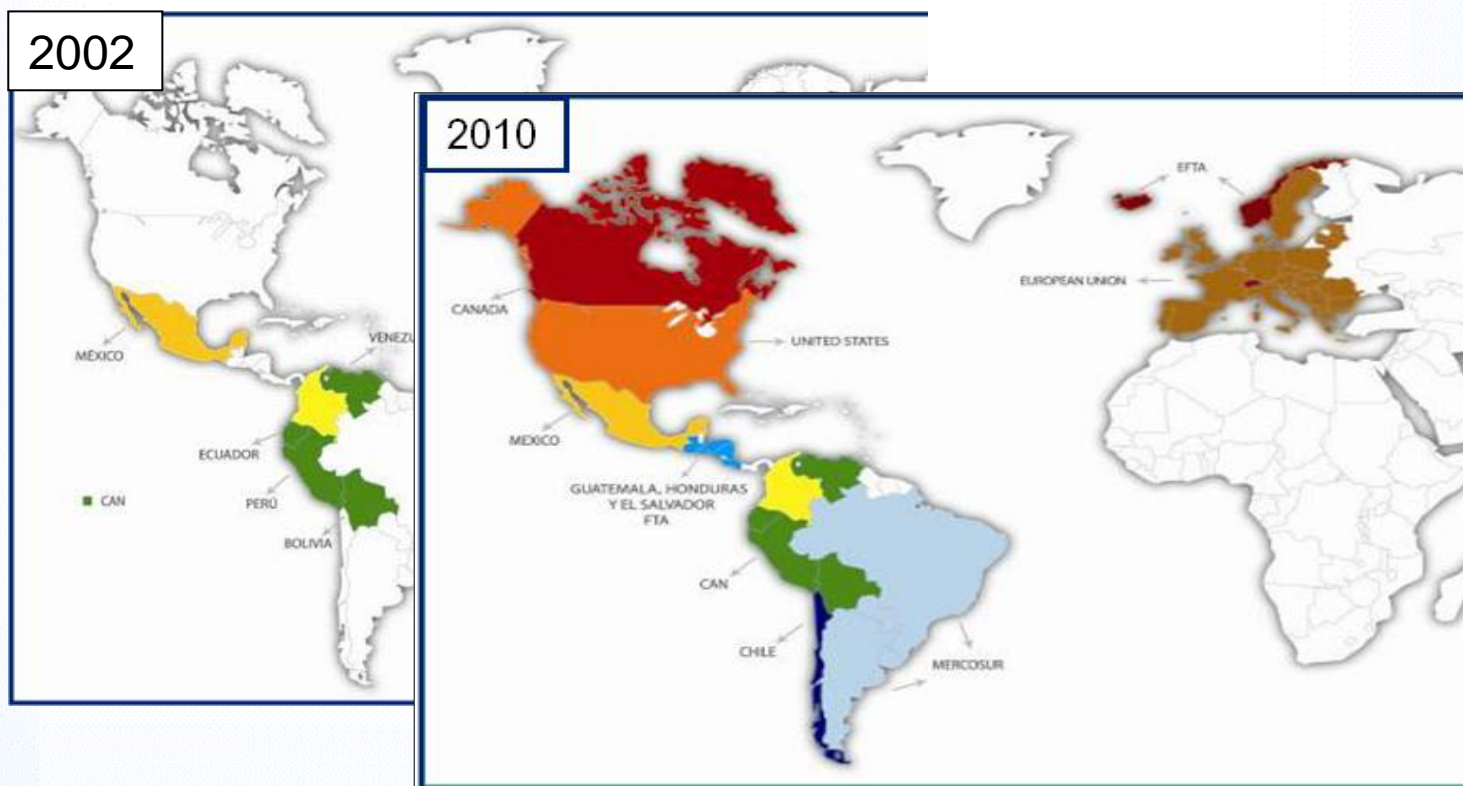 2002
MÉXICO
VENEZU
ECUADOR
PERÚ
CAN
BOLIVIA
2010
EFTA
EUROPEAN UNION
CANADA
UNITED STATES
MEXICO
GUATEMALA, HONDURAS
Y EL SALVADOR
FTA
CAN
CHILE
MERCOSUR